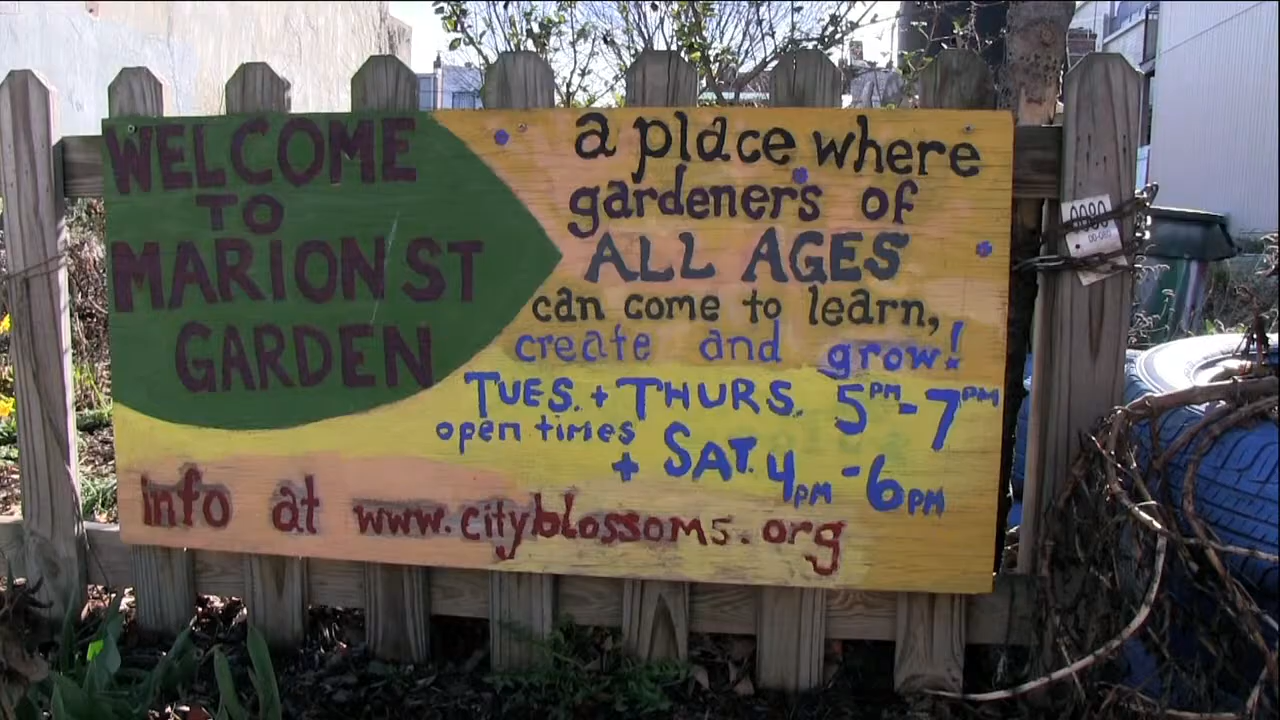 WELCOME
TO
MARION ST
GARDEN
a place where
gardeners of
ALL AGES
can come to learn,
create and grow!
TUES. + THURS. 5PM-7PM
open times
+ SAT. 4PM-6PM
info at www.cityblossoms.org
0980